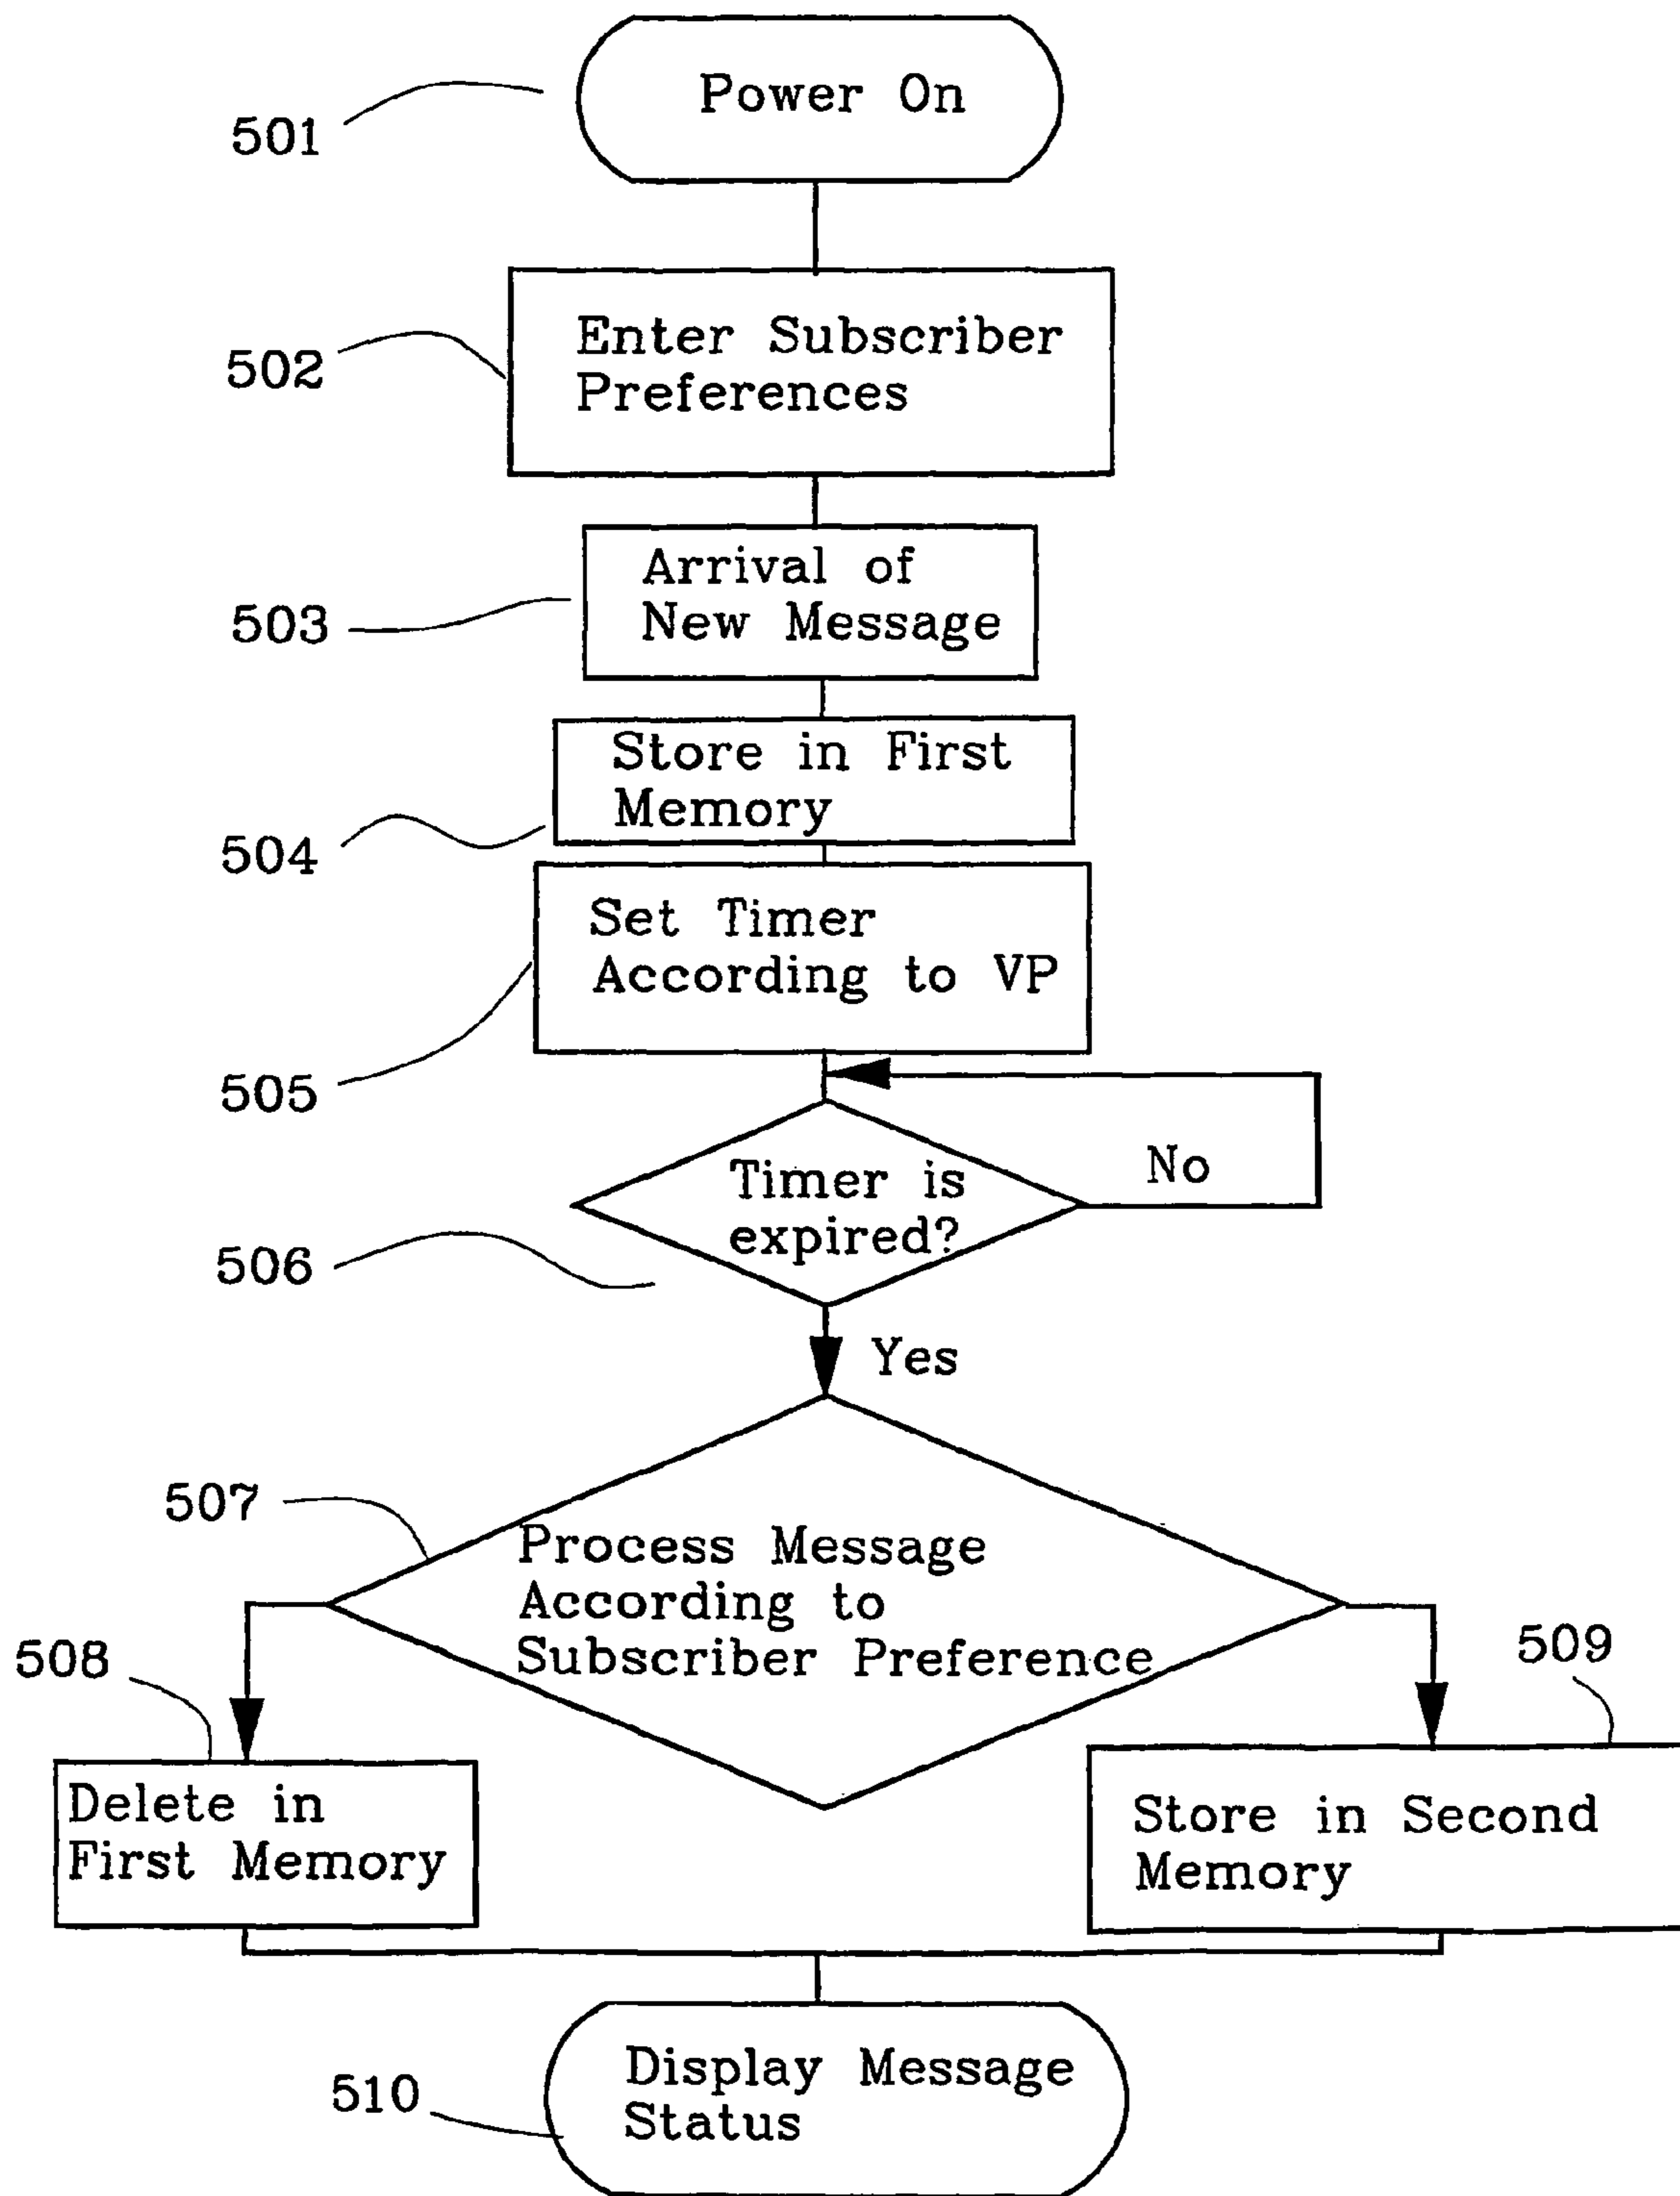 Power On
501
Enter Subscriber
Preferences
502
Arrival of
New Message
503
Store in First
Memory
504
Set Timer
According to VP
505
No
Timer is
expired?
506
Yes
507
Process Message
According to
Subscriber Preference
508
509
Delete in
First Memory
Store in Second
Memory
510
Display Message
Status